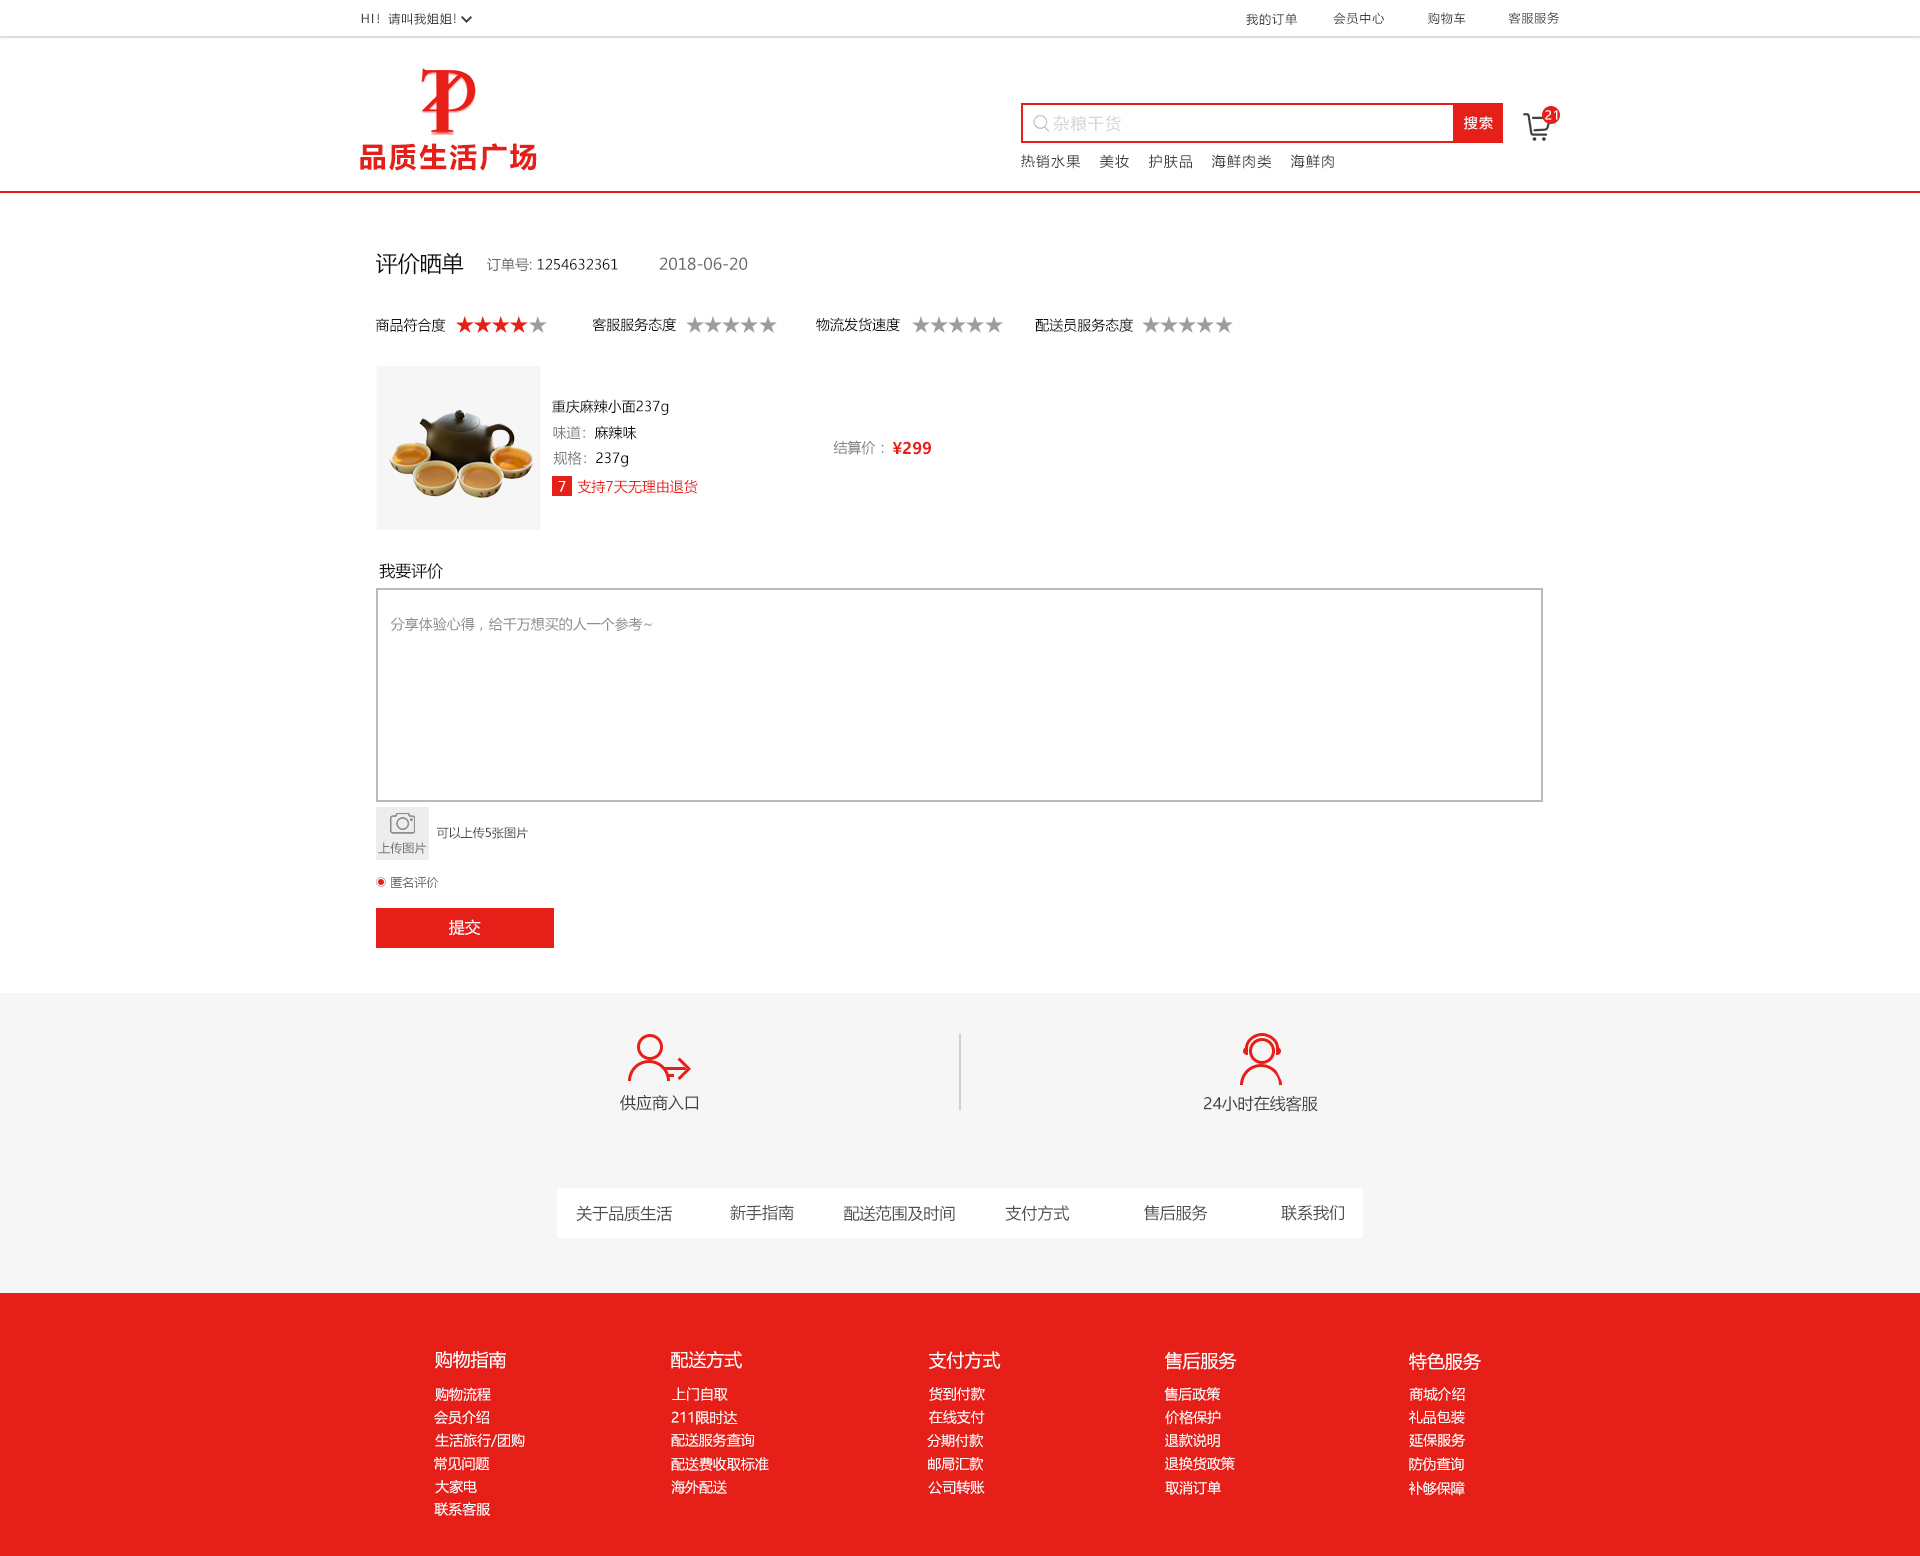 HI！请叫我姐姐! 我的订单 会员中心 购物车 客服服务
品质生活广场
杂粮干货 搜索 21
热销水果 美妆 护肤品 海鲜肉类 海鲜肉
评价晒单 订单号: 1254632361 2018-06-20
商品符合度 客服服务态度 物流发货速度 配送员服务态度
重庆麻辣小面237g
味道：麻辣味
规格：237g
结算价： ¥299
7 支持7天无理由退货
我要评价
分享体验心得，给千万想买的人一个参考~
上传图片 可以上传5张图片
匿名评价
提交
供应商入口 24小时在线客服
关于品质生活 新手指南 配送范围及时间 支付方式 售后服务 联系我们
购物指南 配送方式 支付方式 售后服务 特色服务
购物流程 上门自取 货到付款 售后政策 商城介绍
会员介绍 211限时达 在线支付 价格保护 礼品包装
生活旅行/团购 配送服务查询 分期付款 退款说明 延保服务
常见问题 配送费收取标准 邮局汇款 退换货政策 防伪查询
大家电 海外配送 公司转账 取消订单 补够保障
联系客服